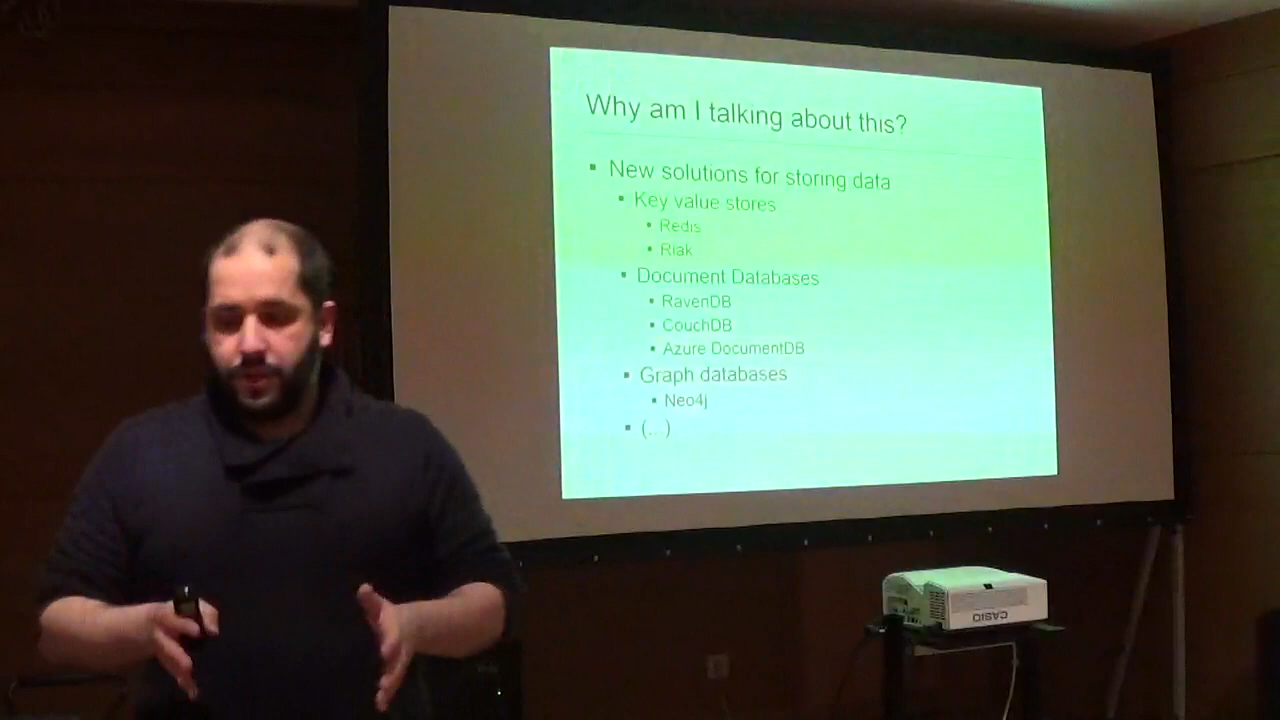 Why am I talking about this?
▪ New solutions for storing data
▪ Key value stores
▪ Redis
▪ Riak
▪ Document Databases
▪ RavenDB
▪ CouchDB
▪ Azure DocumentDB
▪ Graph databases
▪ Neo4j
▪ (...)
CASIO